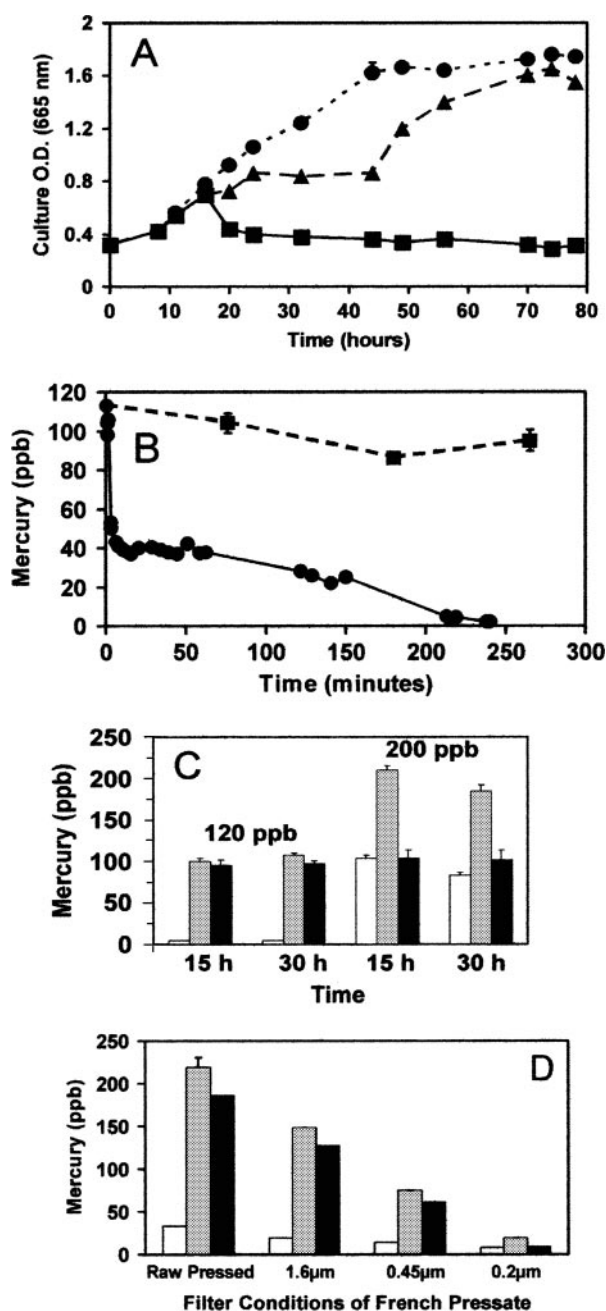 A
Culture O.D. (665 nm)
2
1.6
1.2
0.8
0.4
0
0 10 20 30 40 50 60 70 80
Time (hours)
B
Mercury (ppb)
120
100
80
60
40
20
0
0 50 100 150 200 250 300
Time (minutes)
C
Mercury (ppb)
250
200
150
100
50
0
120 ppb
200 ppb
15 h 30 h 15 h 30 h
Time
D
Mercury (ppb)
250
200
150
100
50
0
Raw Pressed 1.6µm 0.45µm 0.2µm
Filter Conditions of French Pressate